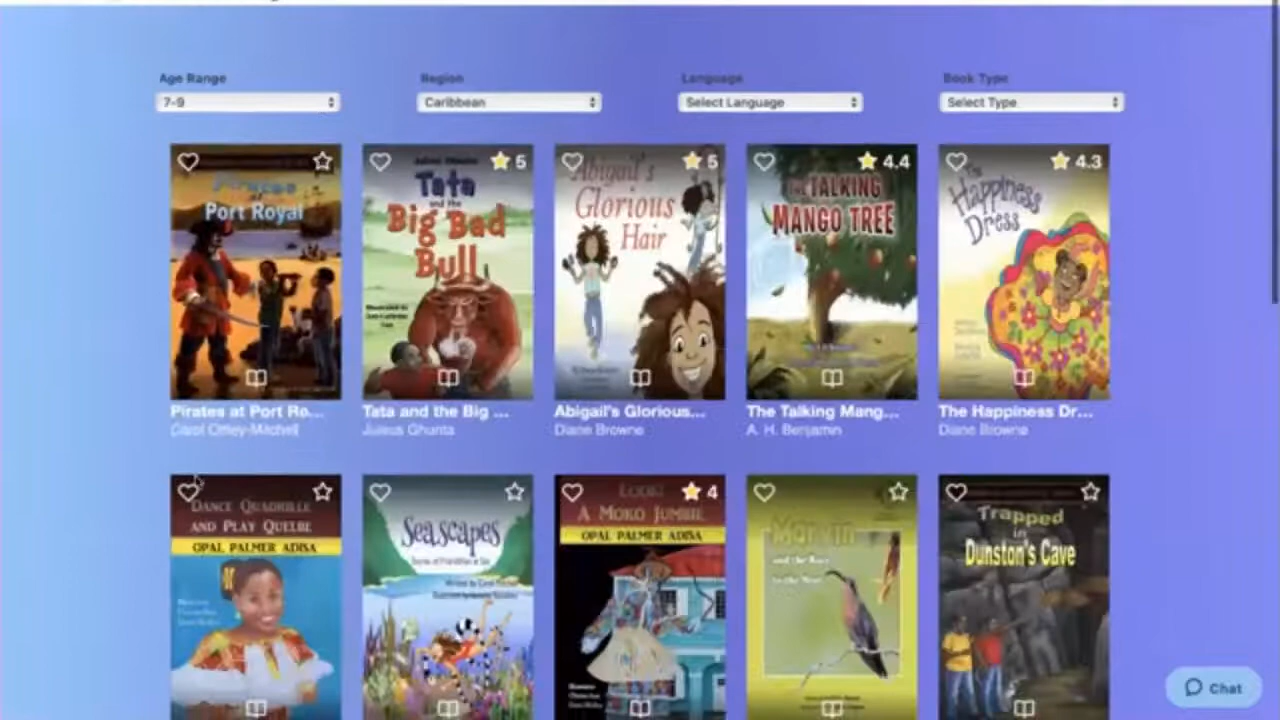 Age Range
Region
Language
Book Type
7-9
Caribbean
Select Language
Select Type
Pirates
at
Port Royal
Tata
and the
Big Bad
Bull
5
Abigail's
Glorious
Hair
5
THE TALKING
MANGO TREE
4.4
The
Happiness
Dress
4.3
Pirates at Port Ro...
Tata and the Big ...
Abigail's Glorious...
The Talking Mang...
The Happiness Dr...
Carol Ottley-Mitchell
Juleus Ghunta
Diane Browne
A. H. Benjamin
Diane Browne
DANCE QUADRILLE
AND PLAY QUELBE
OPAL PALMER ADISA
Seascapes
LOOK!
A MOKO JUMBIE
OPAL PALMER ADISA
4
Marvin
Trapped
in
Dunston's Cave
Chat